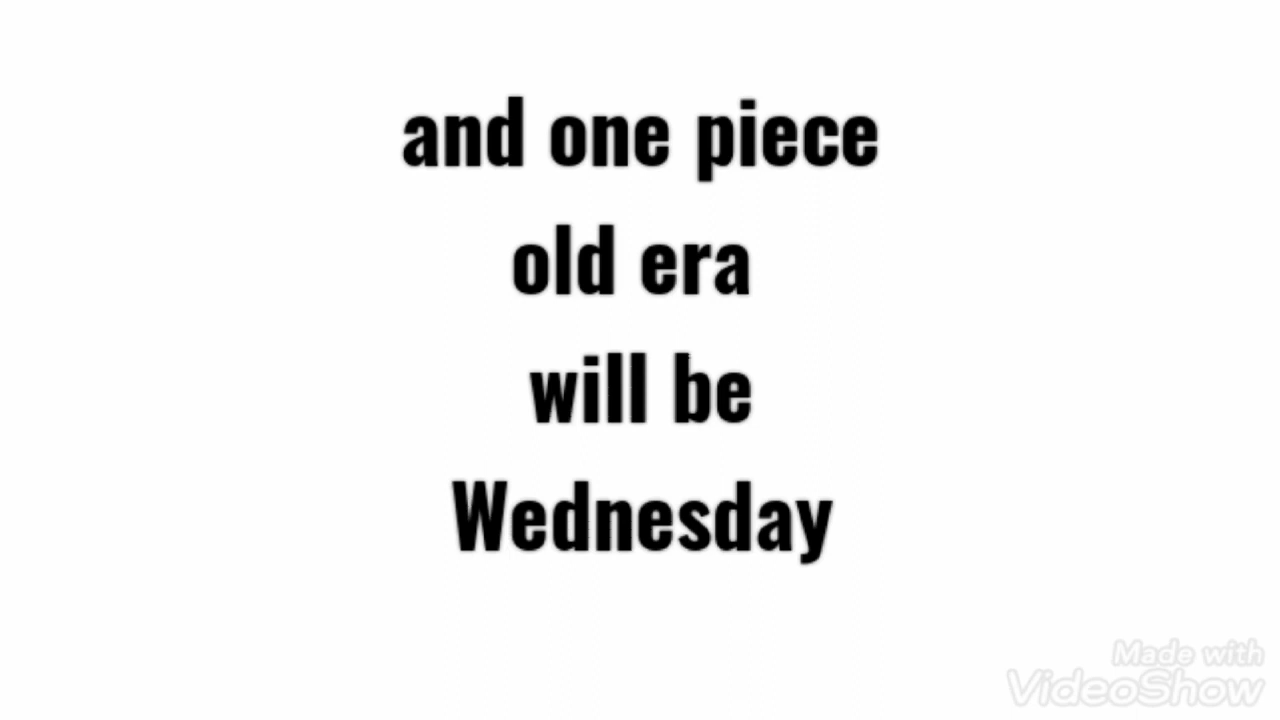 and one piece
old era
will be
Wednesday
Made with
VideoShow